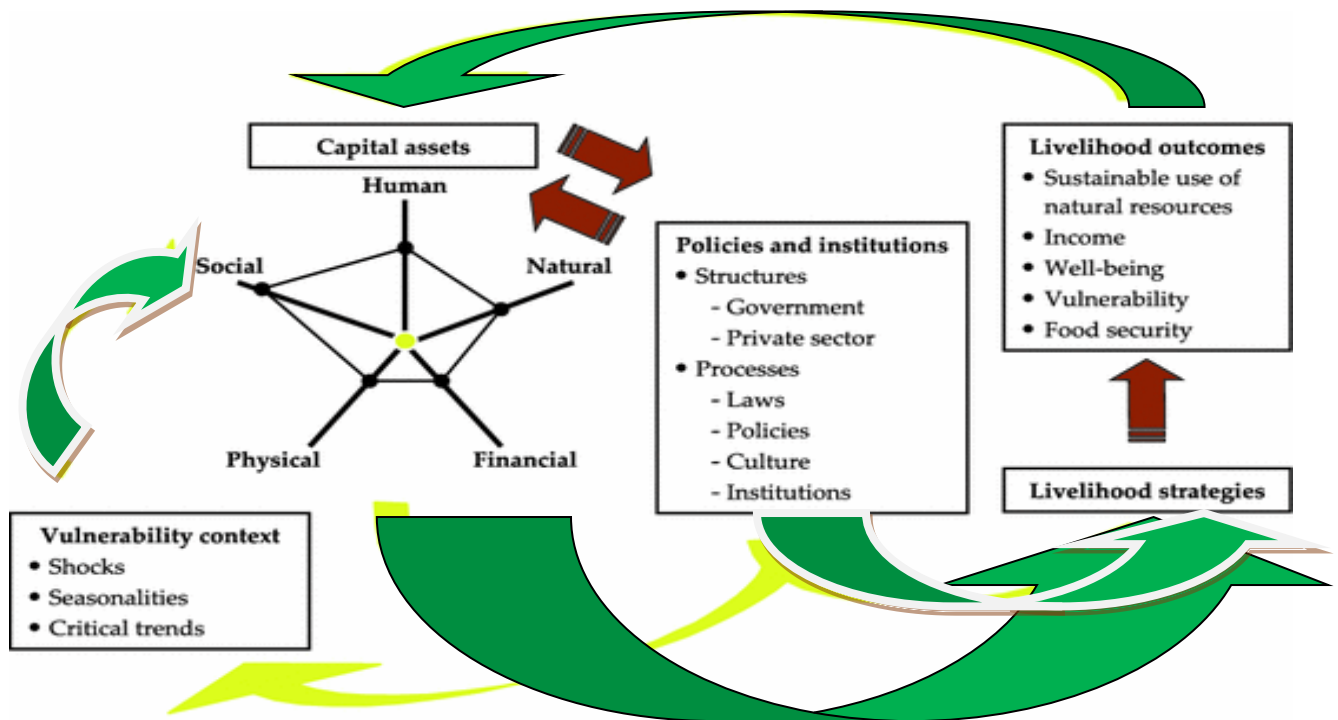 Capital assets
Human
Social
Natural
Physical
Financial
Vulnerability context
• Shocks
• Seasonalities
• Critical trends
Policies and institutions
• Structures
- Government
- Private sector
• Processes
- Laws
- Policies
- Culture
- Institutions
Livelihood outcomes
• Sustainable use of
natural resources
• Income
• Well-being
• Vulnerability
• Food security
Livelihood strategies